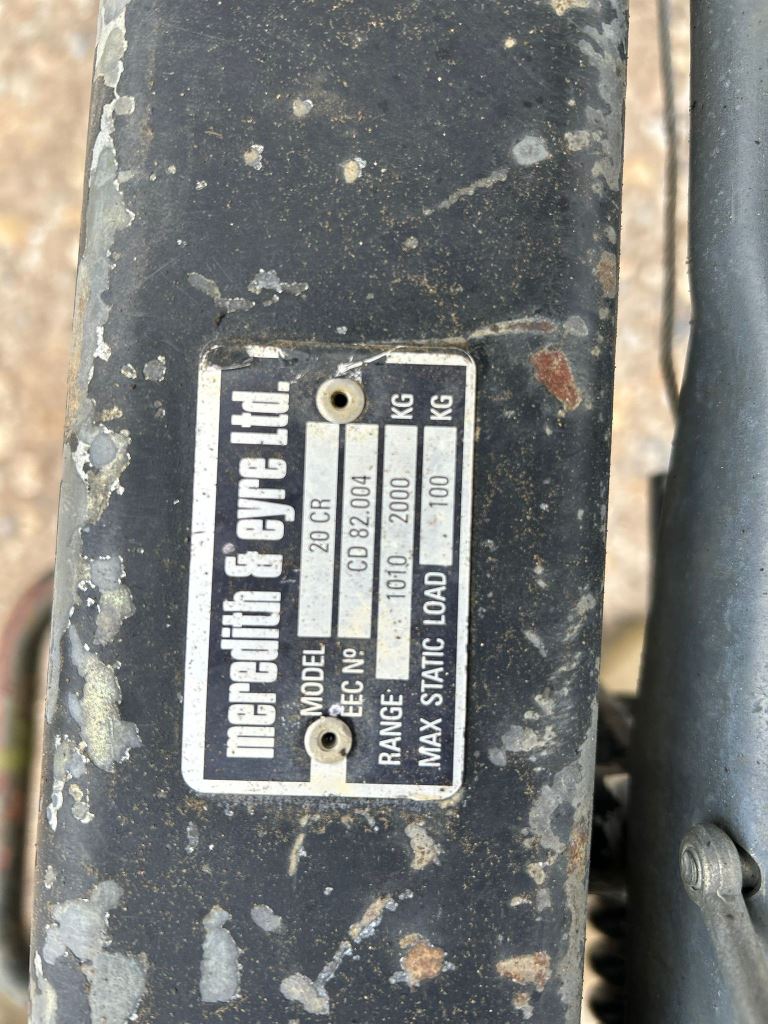 meredith & eyre Ltd.
MODEL 20 CR
EEC Nº CD 82.004
RANGE 1010 2000 KG
MAX STATIC LOAD 100 KG